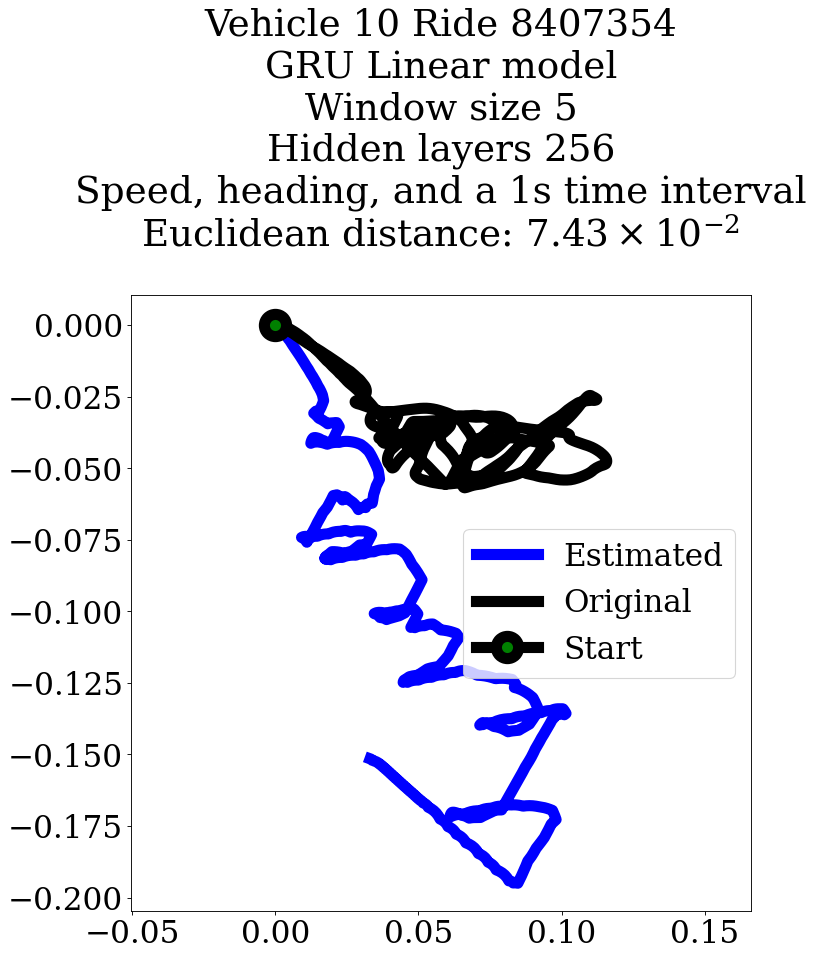 Vehicle 10 Ride 8407354
GRU Linear model
Window size 5
Hidden layers 256
Speed, heading, and a 1s time interval
Euclidean distance: 7.43 × 10⁻²
0.000
−0.025
−0.050
−0.075
−0.100
−0.125
−0.150
−0.175
−0.200
Estimated
Original
Start
−0.05 0.00 0.05 0.10 0.15